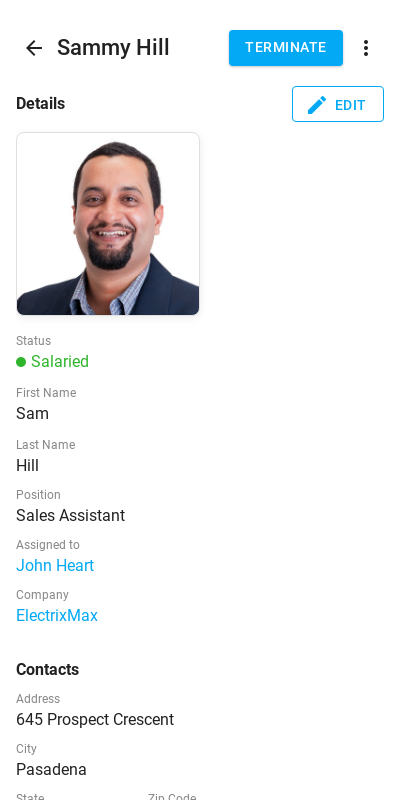 Sammy Hill
TERMINATE
Details
EDIT
Status
Salaried
First Name
Sam
Last Name
Hill
Position
Sales Assistant
Assigned to
John Heart
Company
ElectrixMax
Contacts
Address
645 Prospect Crescent
City
Pasadena
State Zip Code